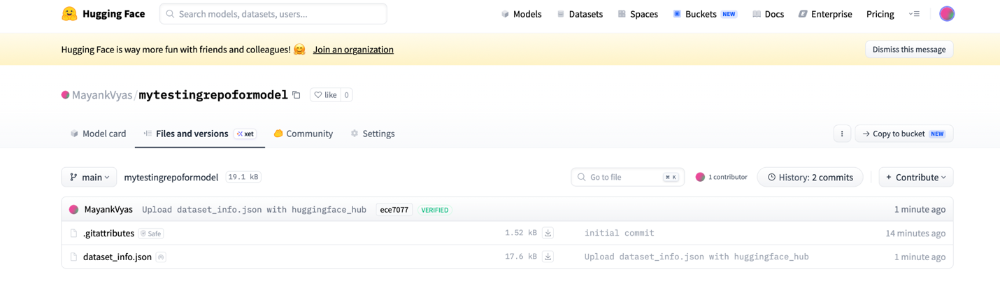 Hugging Face Search models, datasets, users... Models Datasets Spaces Buckets NEW Docs Enterprise Pricing
Hugging Face is way more fun with friends and colleagues! 🤗 Join an organization Dismiss this message
MayankVyas/mytestingrepoformodel like 0
Model card Files and versions xet Community Settings Copy to bucket NEW
main mytestingrepoformodel 19.1 kB Go to file ⌘ K 1 contributor History: 2 commits + Contribute
MayankVyas Upload dataset_info.json with huggingface_hub ece7077 VERIFIED 1 minute ago
.gitattributes Safe 1.52 kB initial commit 14 minutes ago
dataset_info.json 17.6 kB Upload dataset_info.json with huggingface_hub 1 minute ago